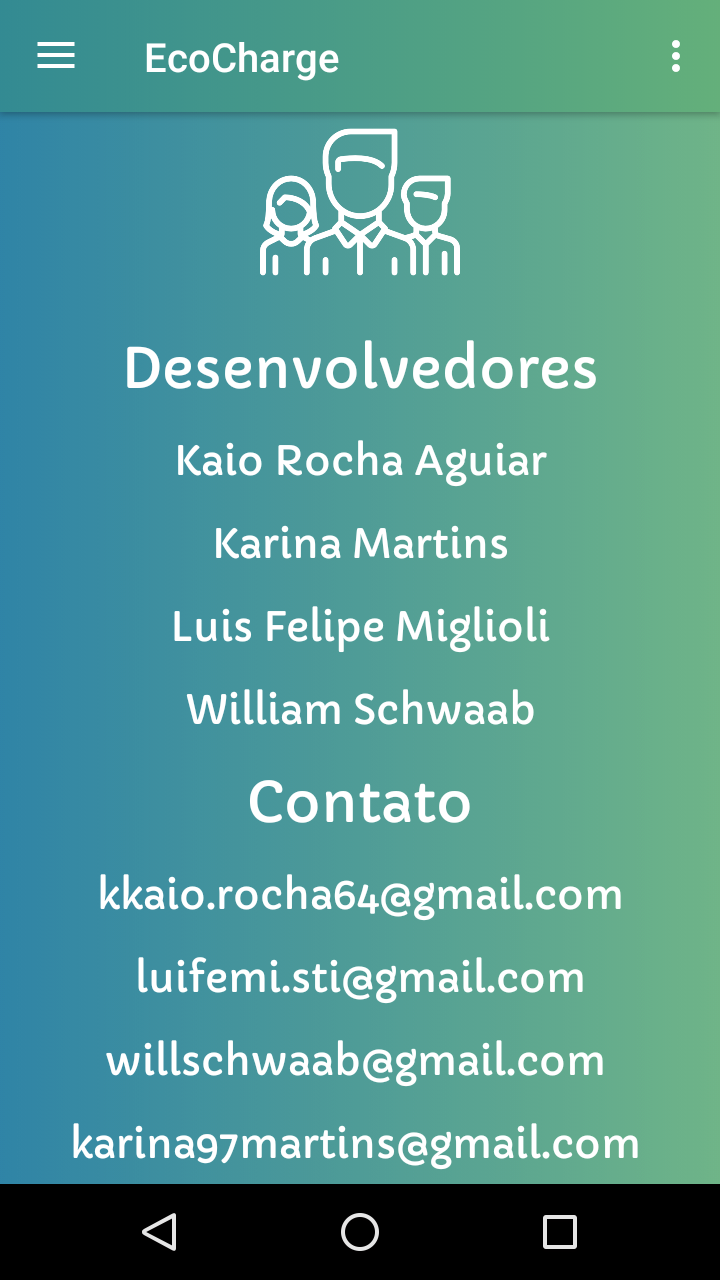 EcoCharge
Desenvolvedores
Kaio Rocha Aguiar
Karina Martins
Luis Felipe Miglioli
William Schwaab
Contato
kkaio.rocha64@gmail.com
luifemi.sti@gmail.com
willschwaab@gmail.com
karina97martins@gmail.com